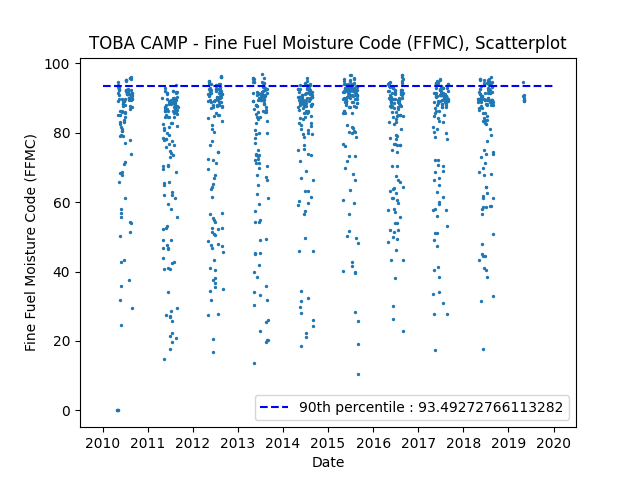 TOBA CAMP - Fine Fuel Moisture Code (FFMC), Scatterplot
100
80
60
40
20
0
Fine Fuel Moisture Code (FFMC)
90th percentile : 93.49272766113282
2010 2011 2012 2013 2014 2015 2016 2017 2018 2019 2020
Date